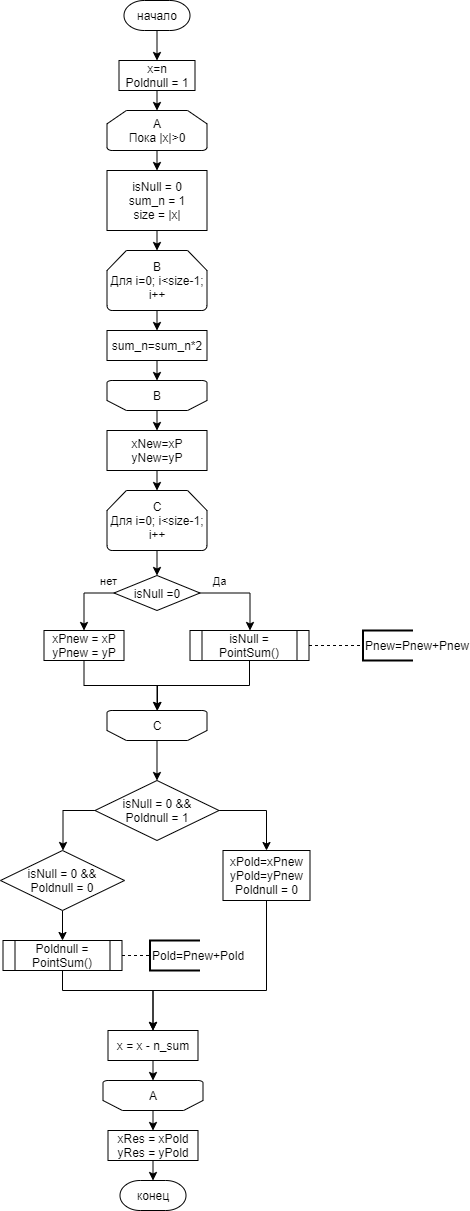 начало
x=n
Poldnull = 1
A
Пока |x|>0
isNull = 0
sum_n = 1
size = |x|
B
Для i=0; i<size-1;
i++
sum_n=sum_n*2
B
xNew=xP
yNew=yP
C
Для i=0; i<size-1;
i++
нет
Да
isNull =0
xPnew = xP
yPnew = yP
isNull =
PointSum()
Pnew=Pnew+Pnew
C
isNull = 0 &&
Poldnull = 1
isNull = 0 &&
Poldnull = 0
xPold=xPnew
yPold=yPnew
Poldnull = 0
Poldnull =
PointSum()
Pold=Pnew+Pold
x = x - n_sum
A
xRes = xPold
yRes = yPold
конец